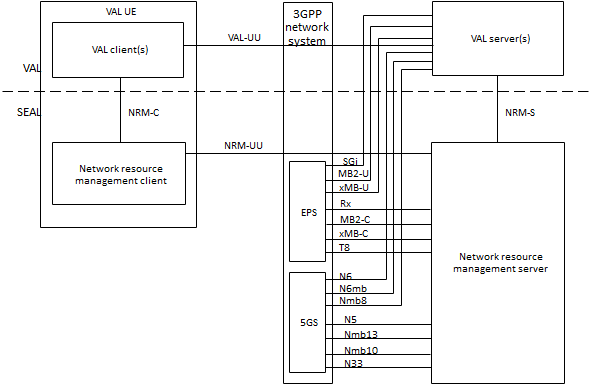 VAL UE
VAL client(s)
VAL-UU
3GPP
network
system
VAL server(s)
VAL
SEAL
NRM-C
NRM-S
NRM-UU
Network resource
management client
SGi
MB2-U
xMB-U
EPS
Rx
MB2-C
xMB-C
T8
Network resource
management server
N6
N6mb
Nmb8
5GS
N5
Nmb13
Nmb10
N33